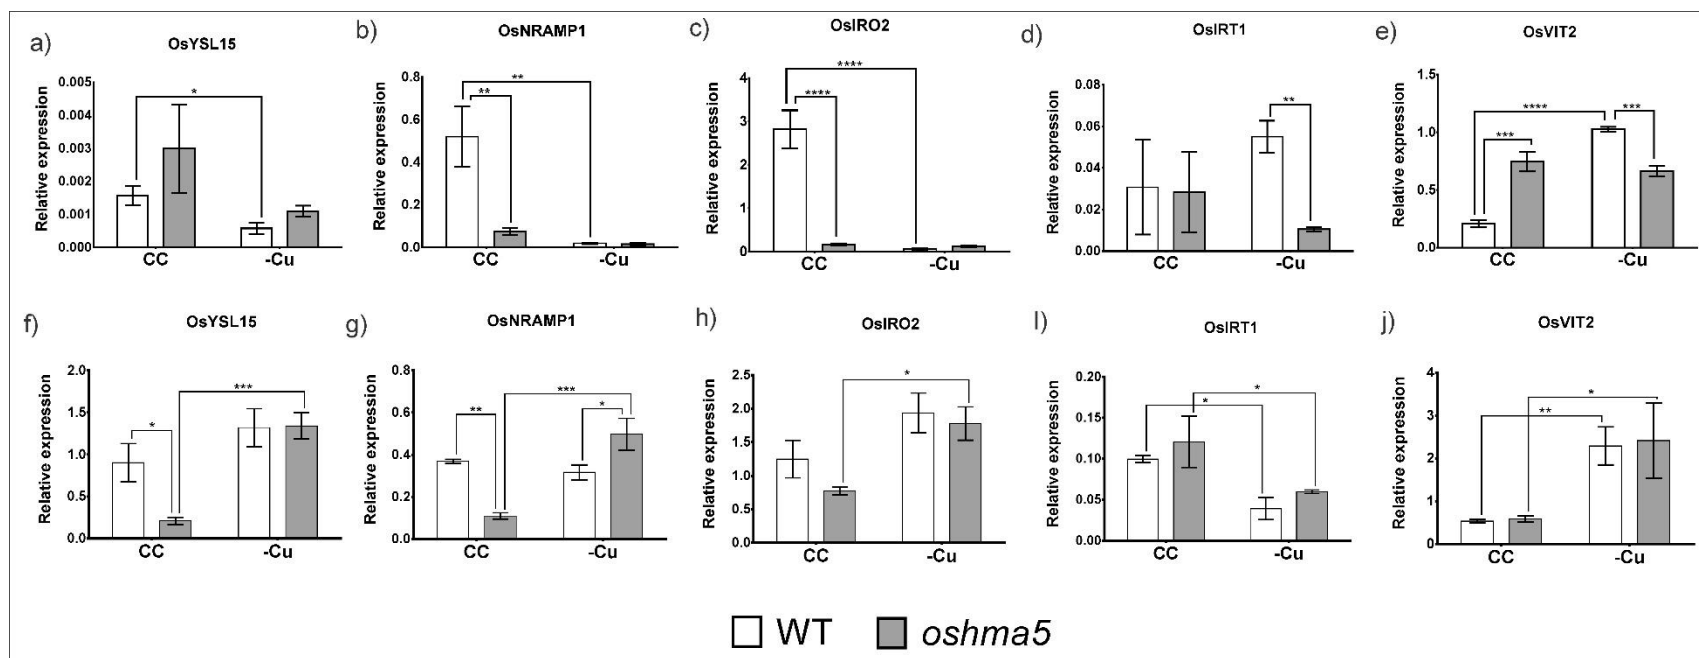 a)
OsYSL15
Relative expression
0.005
0.004
0.003
0.002
0.001
0.000
*
CC
-Cu
b)
OsNRAMP1
Relative expression
0.8
0.6
0.4
0.2
0.0
**
**
CC
-Cu
c)
OsIRO2
Relative expression
4
3
2
1
0
****
****
CC
-Cu
d)
OsIRT1
Relative expression
0.08
0.06
0.04
0.02
0.00
**
CC
-Cu
e)
OsVIT2
Relative expression
1.5
1.0
0.5
0.0
****
***
***
CC
-Cu
f)
OsYSL15
Relative expression
2.0
1.5
1.0
0.5
0.0
***
*
CC
-Cu
g)
OsNRAMP1
Relative expression
0.8
0.6
0.4
0.2
0.0
***
**
*
CC
-Cu
h)
OsIRO2
Relative expression
2.5
2.0
1.5
1.0
0.5
0.0
*
CC
-Cu
I)
OsIRT1
Relative expression
0.20
0.15
0.10
0.05
0.00
*
*
CC
-Cu
j)
OsVIT2
Relative expression
4
3
2
1
0
*
**
CC
-Cu
WT
oshma5